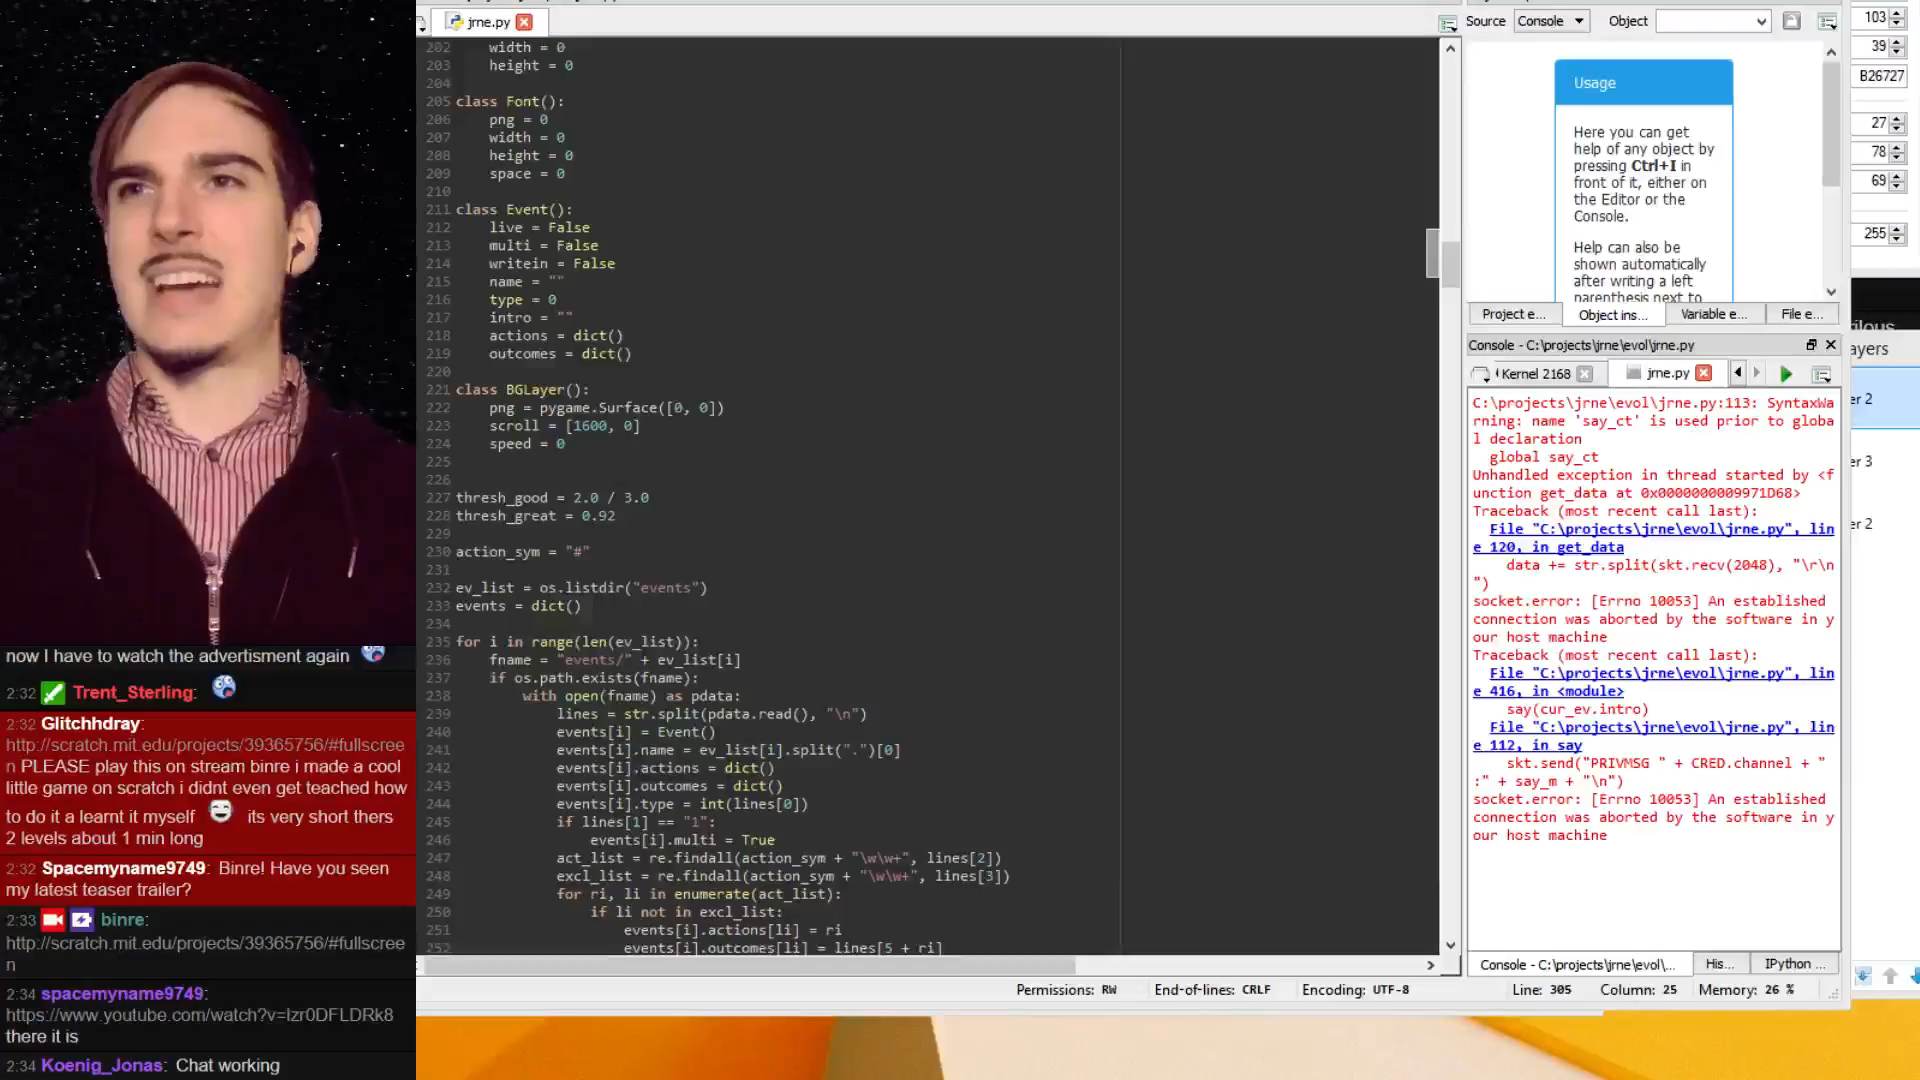 jrne.py
202 width = 0
203 height = 0
204
205 class Font():
206 png = 0
207 width = 0
208 height = 0
209 space = 0
210
211 class Event():
212 live = False
213 multi = False
214 writein = False
215 name = ""
216 type = 0
217 intro = ""
218 actions = dict()
219 outcomes = dict()
220
221 class BGLayer():
222 png = pygame.Surface([0, 0])
223 scroll = [1600, 0]
224 speed = 0
225
226
227 thresh_good = 2.0 / 3.0
228 thresh_great = 0.92
229
230 action_sym = "#"
231
232 ev_list = os.listdir("events")
233 events = dict()
234
235 for i in range(len(ev_list)):
236 fname = "events/" + ev_list[i]
237 if os.path.exists(fname):
238 with open(fname) as pdata:
239 lines = str.split(pdata.read(), "\n")
240 events[i] = Event()
241 events[i].name = ev_list[i].split(".")[0]
242 events[i].actions = dict()
243 events[i].outcomes = dict()
244 events[i].type = int(lines[0])
245 if lines[1] == "1":
246 events[i].multi = True
247 act_list = re.findall(action_sym + "\w\w+", lines[2])
248 excl_list = re.findall(action_sym + "\w\w+", lines[3])
249 for ri, li in enumerate(act_list):
250 if li not in excl_list:
251 events[i].actions[li] = ri
252 events[i].outcomes[li] = lines[5 + ri]
Permissions: RW End-of-lines: CRLF Encoding: UTF-8 Line: 305 Column: 25 Memory: 26 %
Source Console Object
Usage
Here you can get
help of any object by
pressing Ctrl+I in
front of it, either on
the Editor or the
Console.
Help can also be
shown automatically
after writing a left
parenthesis next to
Project e... Object ins... Variable e... File e...
Console - C:\projects\jrne\evol\jrne.py
Kernel 2168 jrne.py
C:\projects\jrne\evol\jrne.py:113: SyntaxWa
rning: name 'say_ct' is used prior to globa
l declaration
global say_ct
Unhandled exception in thread started by <f
unction get_data at 0x0000000009971D68>
Traceback (most recent call last):
File "C:\projects\jrne\evol\jrne.py", lin
e 120, in get_data
data += str.split(skt.recv(2048), "\r\n
")
socket.error: [Errno 10053] An established
connection was aborted by the software in y
our host machine
Traceback (most recent call last):
File "C:\projects\jrne\evol\jrne.py", lin
e 416, in <module>
say(cur_ev.intro)
File "C:\projects\jrne\evol\jrne.py", lin
e 112, in say
skt.send("PRIVMSG " + CRED.channel + "
:" + say_m + "\n")
socket.error: [Errno 10053] An established
connection was aborted by the software in y
our host machine
Console - C:\projects\jrne\evol\... His... IPython ...
103
39
B26727
27
78
69
255
ayers
er 2
er 3
er 2
now I have to watch the advertisment again
2:32 Trent_Sterling:
2:32 Glitchhdray:
http://scratch.mit.edu/projects/39365756/#fullscree
n PLEASE play this on stream binre i made a cool
little game on scratch i didnt even get teached how
to do it a learnt it myself its very short thers
2 levels about 1 min long
2:32 Spacemyname9749: Binre! Have you seen
my latest teaser trailer?
2:33 binre:
http://scratch.mit.edu/projects/39365756/#fullscree
n
2:34 spacemyname9749:
https://www.youtube.com/watch?v=lzr0DFLDRk8
there it is
2:34 Koenig_Jonas: Chat working